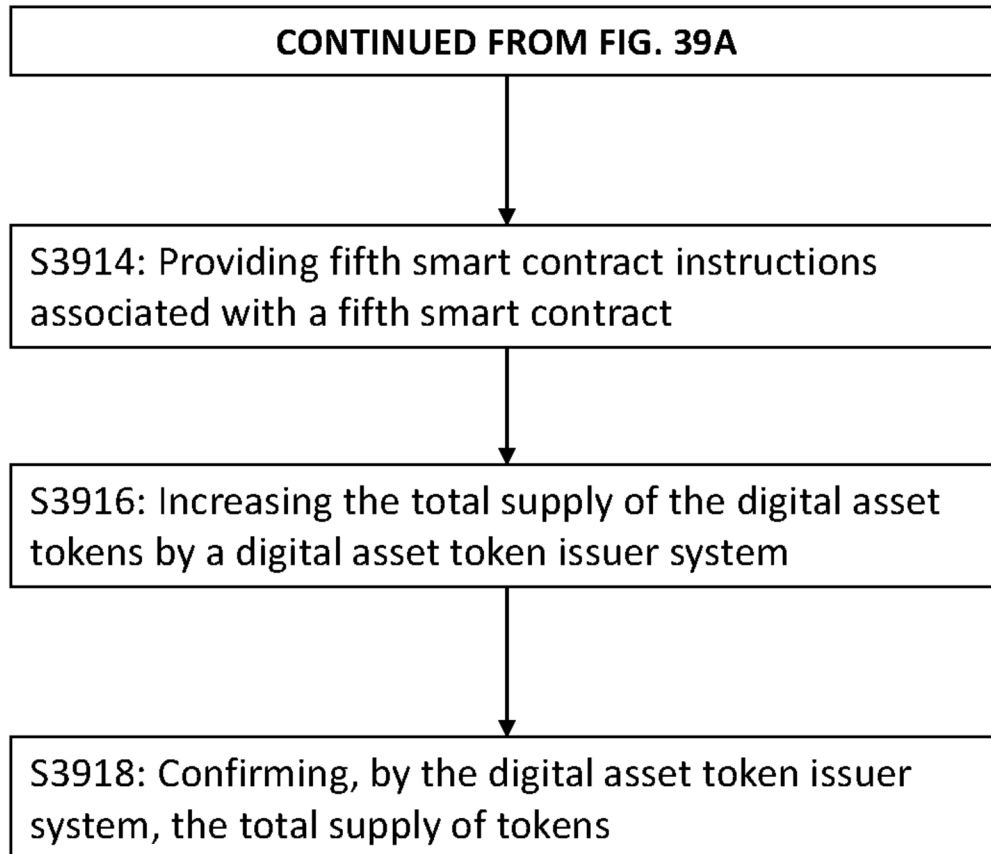 CONTINUED FROM FIG. 39A
S3914: Providing fifth smart contract instructions
associated with a fifth smart contract
S3916: Increasing the total supply of the digital asset
tokens by a digital asset token issuer system
S3918: Confirming, by the digital asset token issuer
system, the total supply of tokens